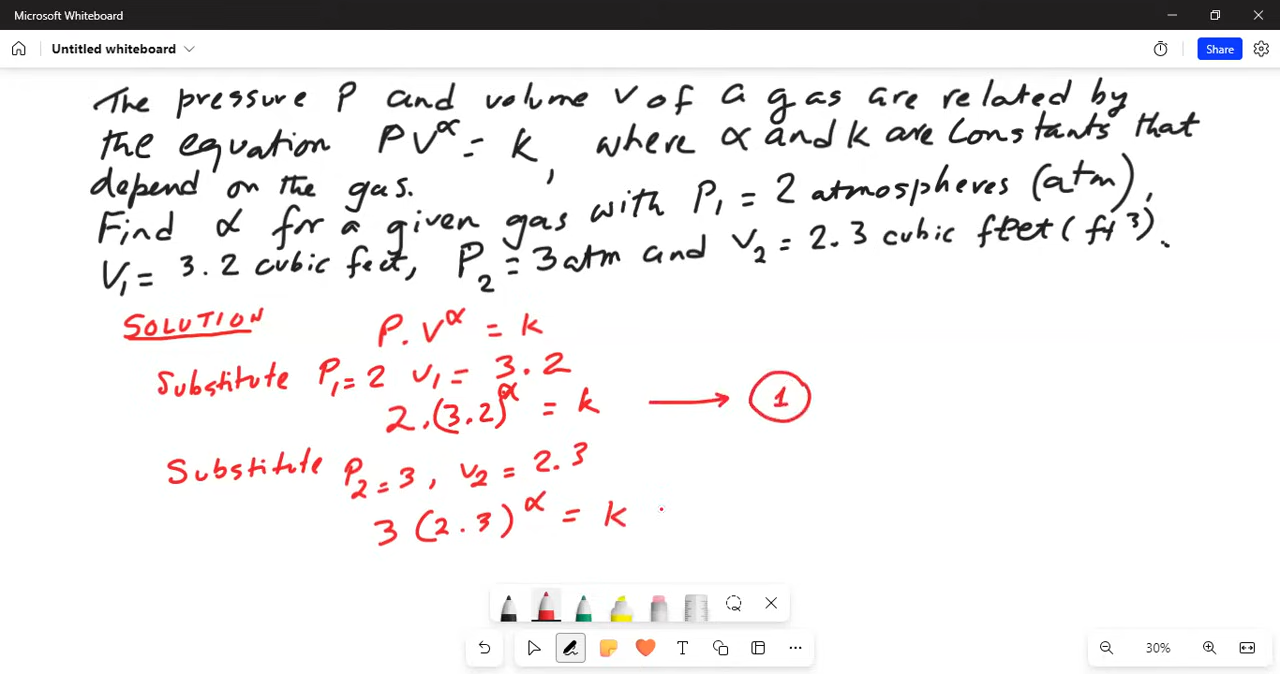 Microsoft Whiteboard
Untitled whiteboard
Share
The pressure P and volume V of a gas are related by
the equation PV^α = k, where α and k are constants that
depend on the gas.
Find α for a given gas with P₁ = 2 atmospheres (atm),
V₁ = 3.2 cubic feet, P₂ = 3 atm and V₂ = 2.3 cubic feet (ft³).
SOLUTION
P.V^α = k
Substitute P₁ = 2 V₁ = 3.2
2.(3.2)^α = k → 1
Substitute P₂ = 3, V₂ = 2.3
3(2.3)^α = k
30%